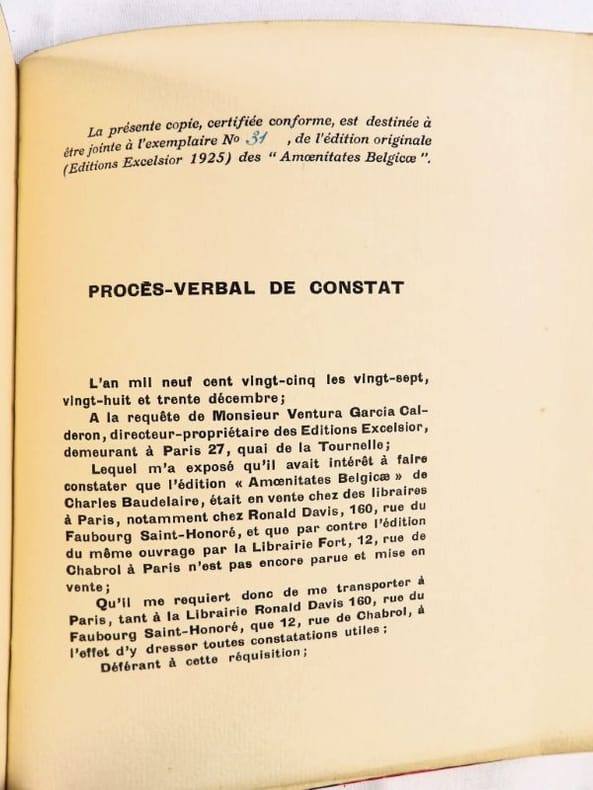 La présente copie, certifiée conforme, est destinée à
être jointe à l'exemplaire No 31 , de l'édition originale
(Editions Excelsior 1925) des “ Amœnitates Belgicæ ”.
PROCÈS-VERBAL DE CONSTAT
L'an mil neuf cent vingt-cinq les vingt-sept,
vingt-huit et trente décembre;
A la requête de Monsieur Ventura Garcia Cal-
deron, directeur-propriétaire des Editions Excelsior,
demeurant à Paris 27, quai de la Tournelle;
Lequel m'a exposé qu'il avait intérêt à faire
constater que l'édition « Amœnitates Belgicæ » de
Charles Baudelaire, était en vente chez des libraires
à Paris, notamment chez Ronald Davis, 160, rue du
Faubourg Saint-Honoré, et que par contre l'édition
du même ouvrage par la Librairie Fort, 12, rue de
Chabrol à Paris n'est pas encore parue et mise en
vente;
Qu'il me requiert donc de me transporter à
Paris, tant à la Librairie Ronald Davis 160, rue du
Faubourg Saint-Honoré, que 12, rue de Chabrol, à
l'effet d'y dresser toutes constatations utiles;
Déférant à cette réquisition;